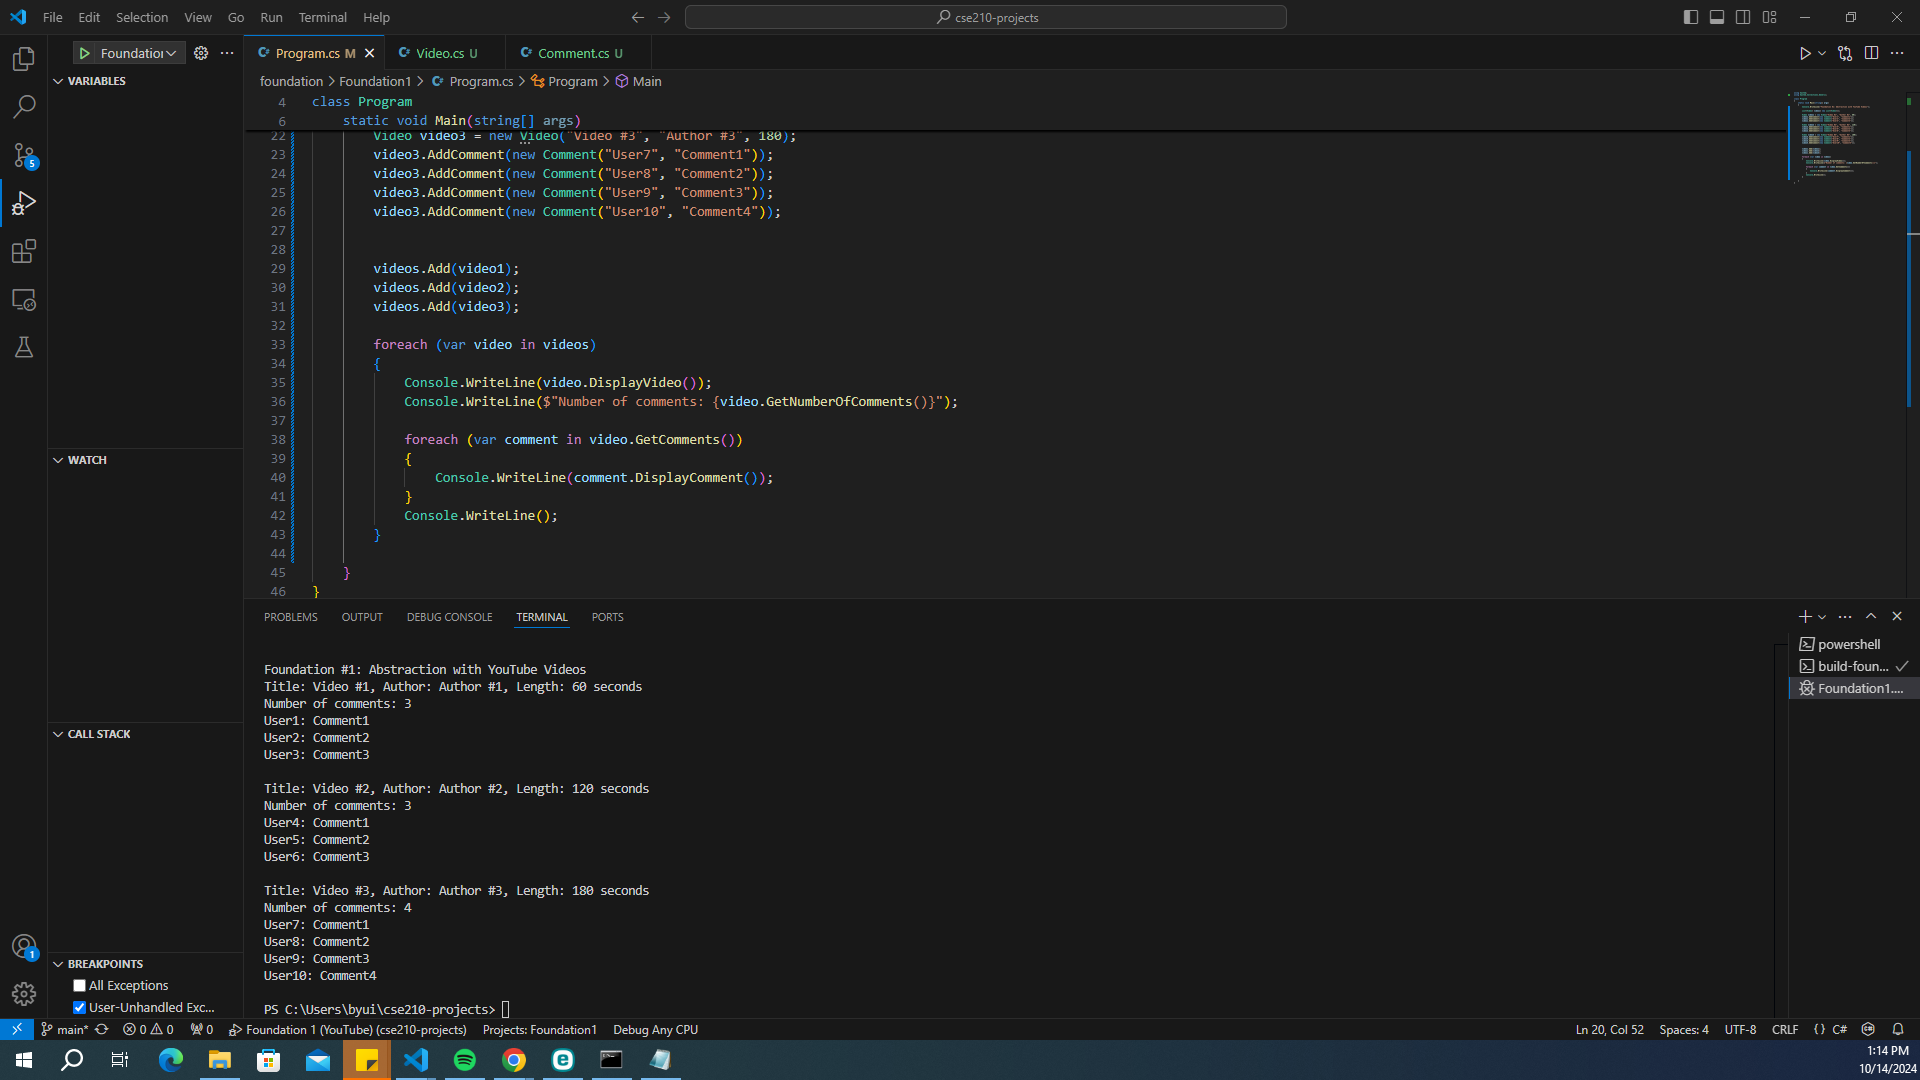 File Edit Selection View Go Run Terminal Help
cse210-projects
Foundation
Program.cs M
Video.cs U
Comment.cs U
VARIABLES
foundation > Foundation1 > Program.cs > Program > Main
4 class Program
6 static void Main(string[] args)
22 Video video3 = new Video("Video #3", "Author #3", 180);
23 video3.AddComment(new Comment("User7", "Comment1"));
24 video3.AddComment(new Comment("User8", "Comment2"));
25 video3.AddComment(new Comment("User9", "Comment3"));
26 video3.AddComment(new Comment("User10", "Comment4"));
27
28
29 videos.Add(video1);
30 videos.Add(video2);
31 videos.Add(video3);
32
33 foreach (var video in videos)
34 {
35 Console.WriteLine(video.DisplayVideo());
36 Console.WriteLine($"Number of comments: {video.GetNumberOfComments()}");
37
38 foreach (var comment in video.GetComments())
39 {
40 Console.WriteLine(comment.DisplayComment());
41 }
42 Console.WriteLine();
43 }
44
45 }
46 }
WATCH
CALL STACK
BREAKPOINTS
All Exceptions
User-Unhandled Exc...
PROBLEMS OUTPUT DEBUG CONSOLE TERMINAL PORTS
powershell
build-foun...
Foundation1....
Foundation #1: Abstraction with YouTube Videos
Title: Video #1, Author: Author #1, Length: 60 seconds
Number of comments: 3
User1: Comment1
User2: Comment2
User3: Comment3
Title: Video #2, Author: Author #2, Length: 120 seconds
Number of comments: 3
User4: Comment1
User5: Comment2
User6: Comment3
Title: Video #3, Author: Author #3, Length: 180 seconds
Number of comments: 4
User7: Comment1
User8: Comment2
User9: Comment3
User10: Comment4
PS C:\Users\byui\cse210-projects>
5
1
main* 0 0 0 Foundation 1 (YouTube) (cse210-projects) Projects: Foundation1 Debug Any CPU
Ln 20, Col 52 Spaces: 4 UTF-8 CRLF {} C#
1:14 PM
10/14/2024